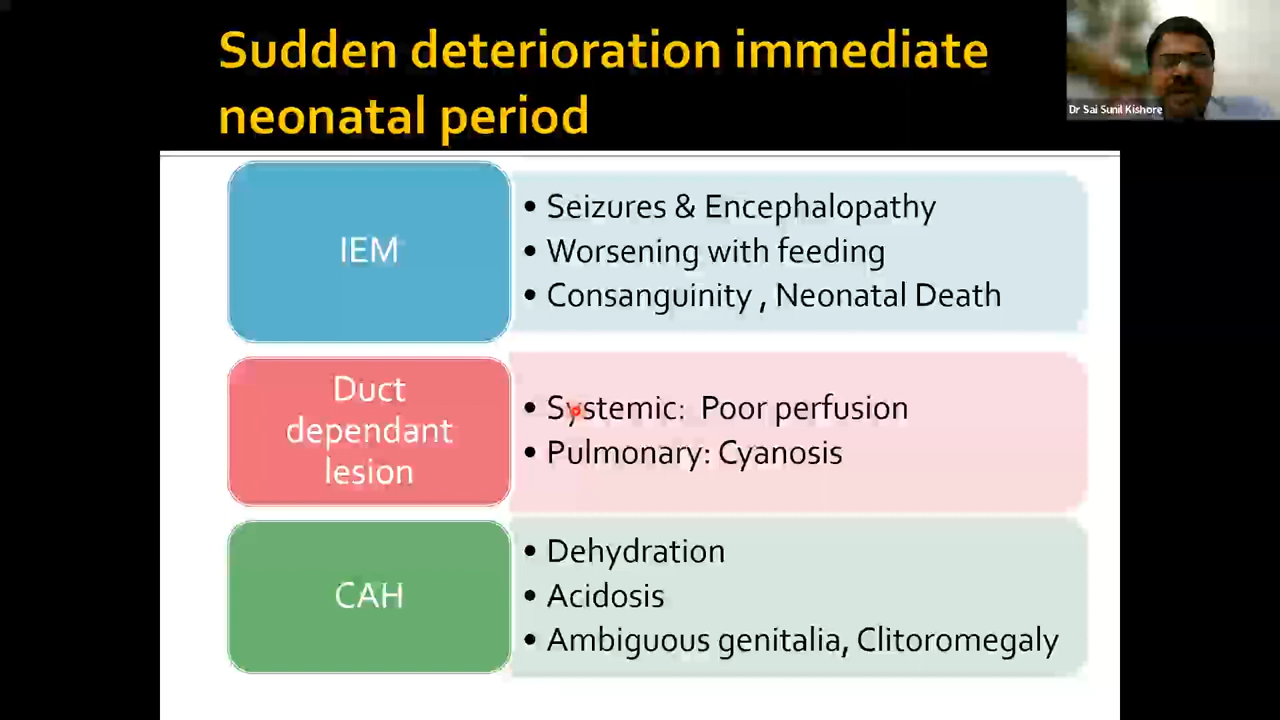 Sudden deterioration immediate
neonatal period
Dr Sai Sunil Kishore
IEM
• Seizures & Encephalopathy
• Worsening with feeding
• Consanguinity , Neonatal Death
Duct
dependant
lesion
• Systemic: Poor perfusion
• Pulmonary: Cyanosis
CAH
• Dehydration
• Acidosis
• Ambiguous genitalia, Clitoromegaly